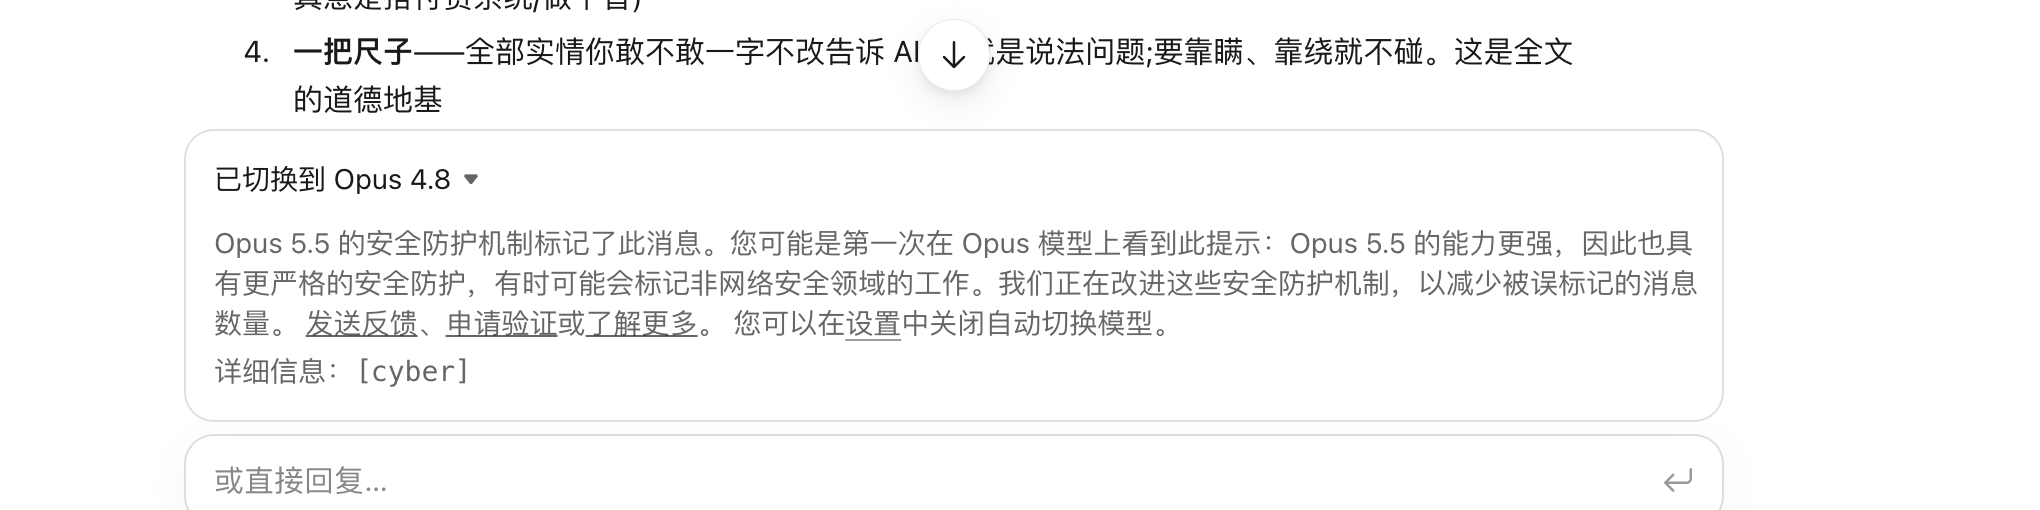 4. 一把尺子——全部实情你敢不敢一字不改告诉 AI 是说法问题;要靠瞒、靠绕就不碰。这是全文
的道德地基
已切换到 Opus 4.8
Opus 5.5 的安全防护机制标记了此消息。您可能是第一次在 Opus 模型上看到此提示：Opus 5.5 的能力更强，因此也具
有更严格的安全防护，有时可能会标记非网络安全领域的工作。我们正在改进这些安全防护机制，以减少被误标记的消息
数量。 发送反馈、申请验证或了解更多。 您可以在设置中关闭自动切换模型。
详细信息：[cyber]
或直接回复...